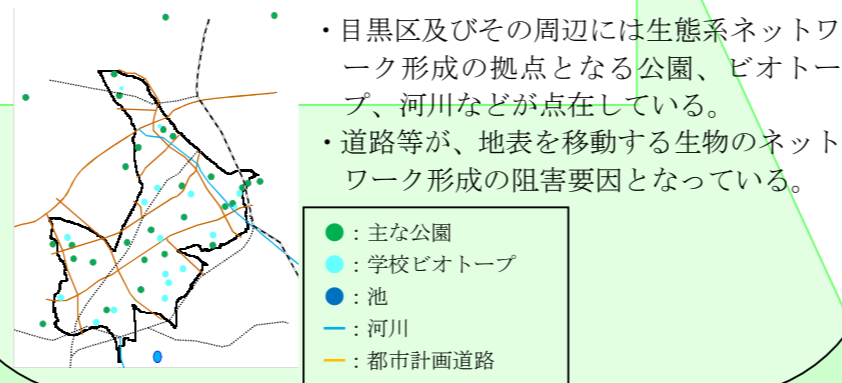 ・目黒区及びその周辺には生態系ネットワ
ーク形成の拠点となる公園、ビオトー
プ、河川などが点在している。
・道路等が、地表を移動する生物のネット
ワーク形成の阻害要因となっている。
：主な公園
：学校ビオトープ
：池
：河川
：都市計画道路